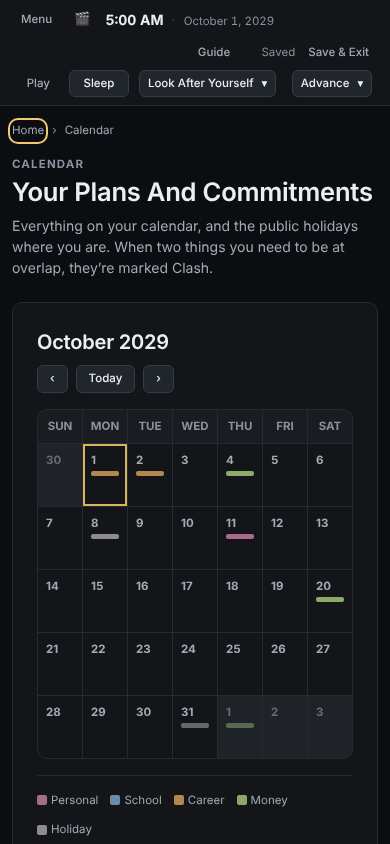 Menu 🎬 5:00 AM · October 1, 2029
Guide Saved Save & Exit
Play Sleep Look After Yourself ▾ Advance ▾
Home › Calendar
CALENDAR
Your Plans And Commitments
Everything on your calendar, and the public holidays
where you are. When two things you need to be at
overlap, they’re marked Clash.
October 2029
‹ Today ›
SUN MON TUE WED THU FRI SAT
30 1 2 3 4 5 6
7 8 9 10 11 12 13
14 15 16 17 18 19 20
21 22 23 24 25 26 27
28 29 30 31 1 2 3
Personal School Career Money
Holiday